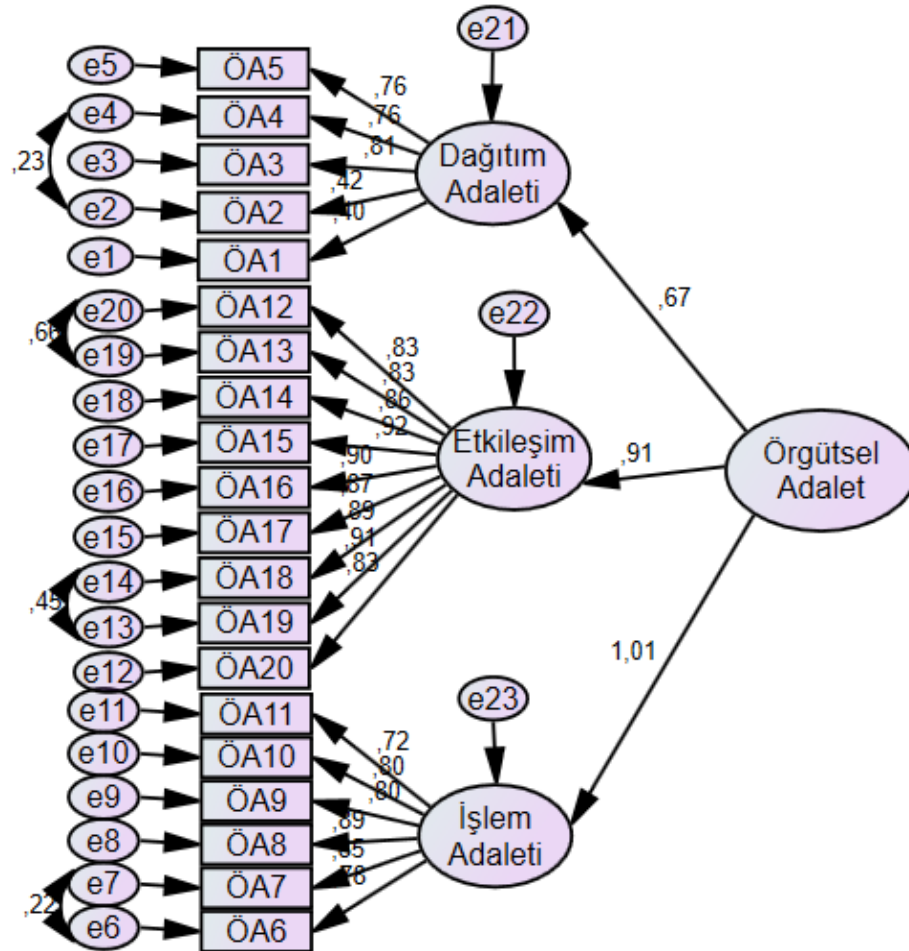 e21
e5
ÖA5
,76
e4
ÖA4
,76
e3
ÖA3
,81
Dağıtım
Adaleti
,23
e2
ÖA2
,42
e1
ÖA1
,40
,67
e20
ÖA12
e22
,66
e19
ÖA13
,83
,83
e18
ÖA14
,86
e17
ÖA15
,92
Etkileşim
Adaleti
,91
Örgütsel
Adalet
e16
ÖA16
,90
,87
e15
ÖA17
,89
e14
ÖA18
,91
,45
e13
ÖA19
,83
e12
ÖA20
1,01
e11
ÖA11
e23
e10
ÖA10
,72
,80
e9
ÖA9
,80
e8
ÖA8
,89
İşlem
Adaleti
e7
ÖA7
,85
,22
e6
ÖA6
,78